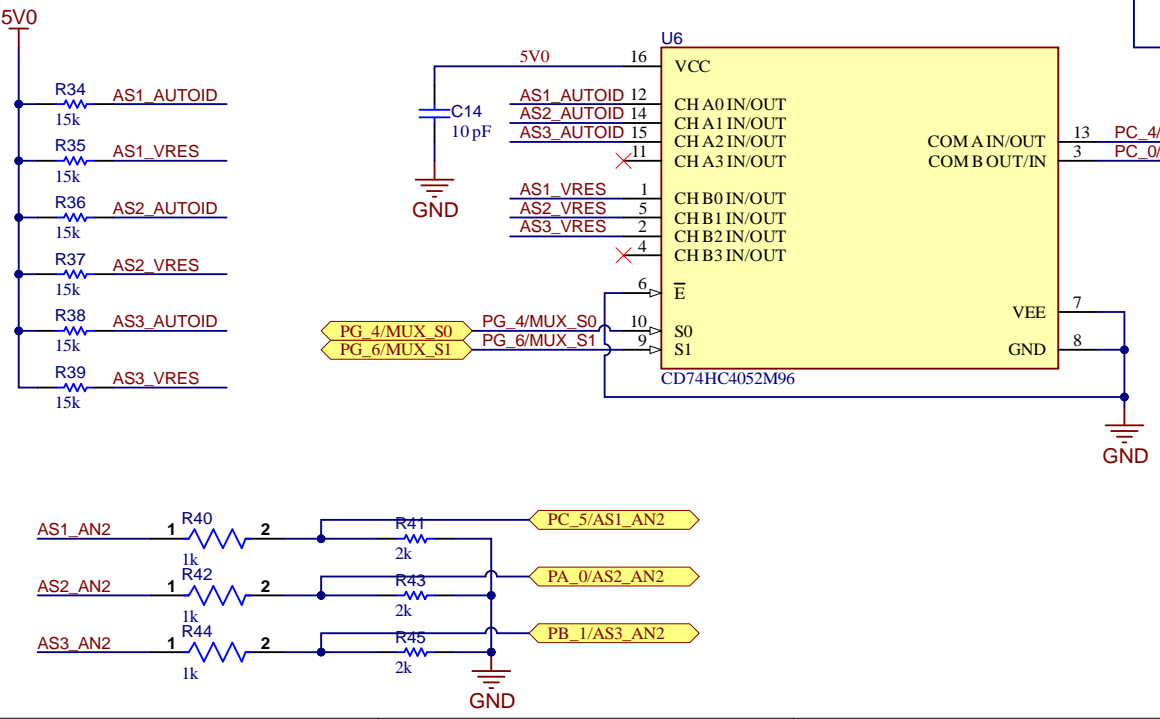 5V0
R34
AS1_AUTOID
15k
R35
AS1_VRES
15k
R36
AS2_AUTOID
15k
R37
AS2_VRES
15k
R38
AS3_AUTOID
15k
R39
AS3_VRES
15k
U6
5V0 16 VCC
C14
10 pF
GND
AS1_AUTOID 12 CH A0 IN/OUT
AS2_AUTOID 14 CH A1 IN/OUT
AS3_AUTOID 15 CH A2 IN/OUT
11 CH A3 IN/OUT
AS1_VRES 1 CH B0 IN/OUT
AS2_VRES 5 CH B1 IN/OUT
AS3_VRES 2 CH B2 IN/OUT
4 CH B3 IN/OUT
6 E
PG_4/MUX_S0 PG_4/MUX_S0 10 S0
PG_6/MUX_S1 PG_6/MUX_S1 9 S1
COM A IN/OUT 13 PC_4/
COM B OUT/IN 3 PC_0/
VEE 7
GND 8
CD74HC4052M96
GND
AS1_AN2 1 R40 2 R41 PC_5/AS1_AN2
1k 2k
AS2_AN2 1 R42 2 R43 PA_0/AS2_AN2
1k 2k
AS3_AN2 1 R44 2 R45 PB_1/AS3_AN2
1k 2k
GND